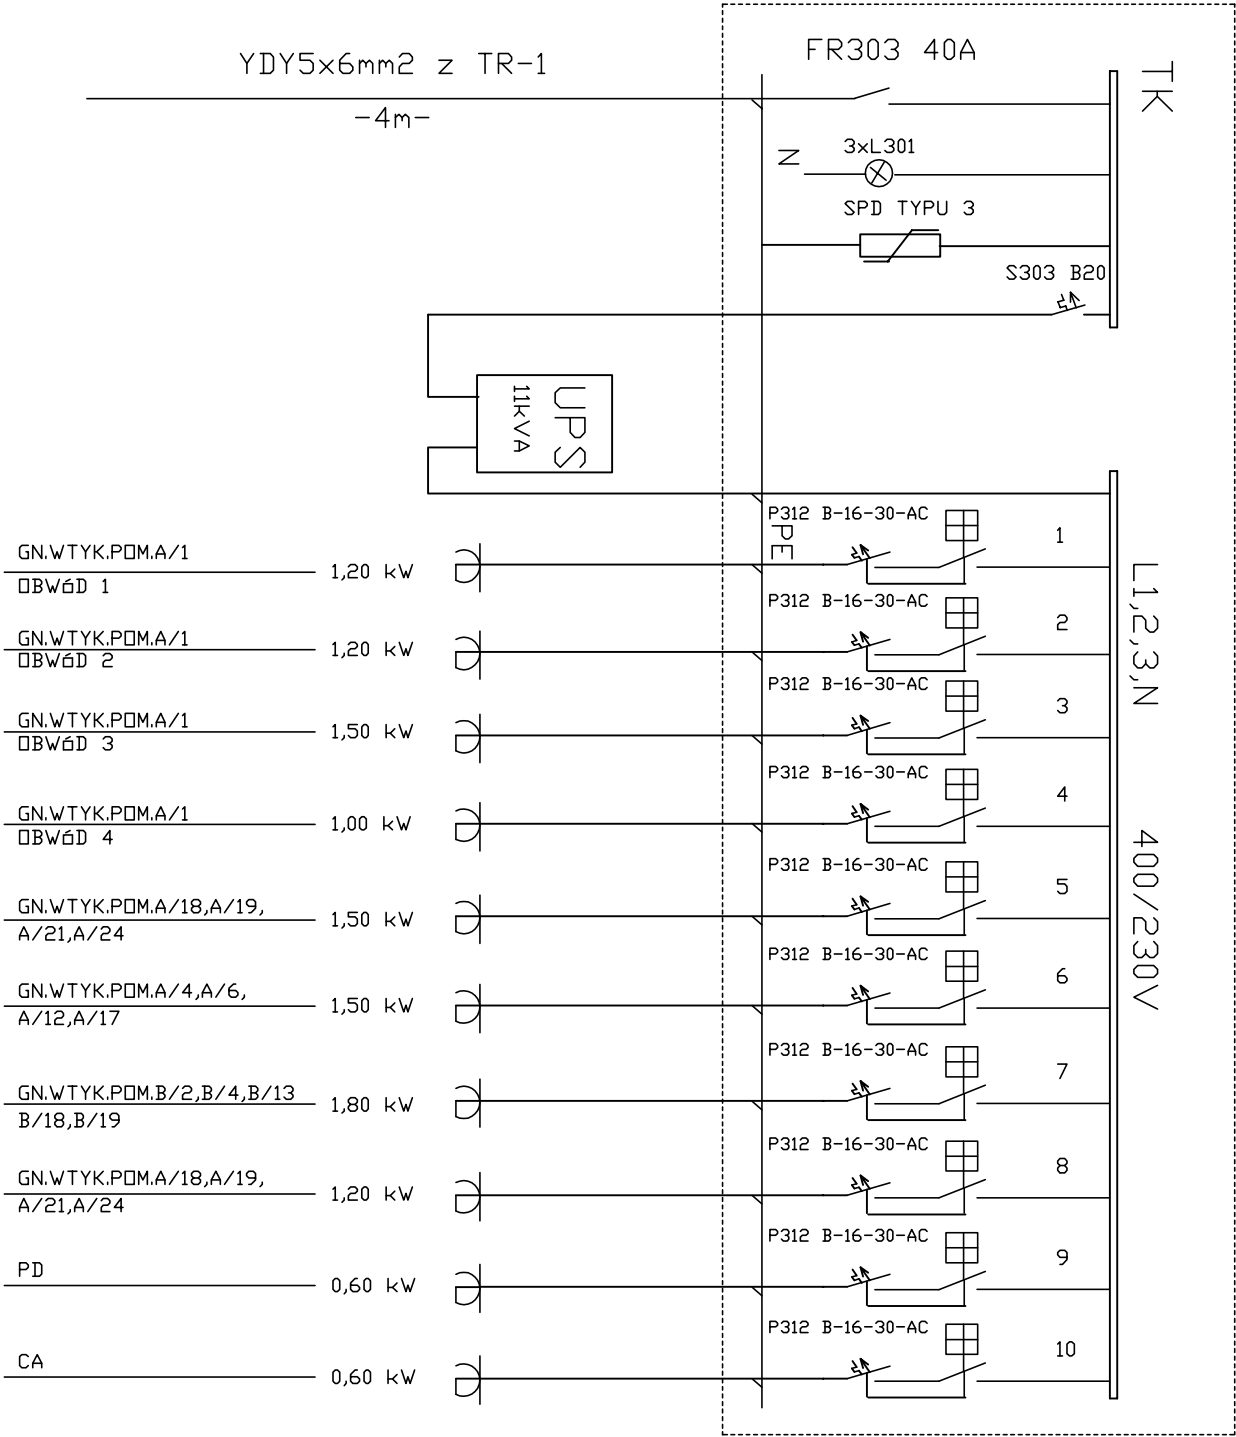 YDY5x6mm2 z TR-1
-4m-
FR303 40A
TK
N
3xL301
SPD TYPU 3
S303 B20
UPS
11kVA
PE
L1,2,3,N
400/230V
GN.WTYK.POM.A/1
OBWóD 1
1,20 kW
P312 B-16-30-AC
1
GN.WTYK.POM.A/1
OBWóD 2
1,20 kW
P312 B-16-30-AC
2
GN.WTYK.POM.A/1
OBWóD 3
1,50 kW
P312 B-16-30-AC
3
GN.WTYK.POM.A/1
OBWóD 4
1,00 kW
P312 B-16-30-AC
4
GN.WTYK.POM.A/18,A/19,
A/21,A/24
1,50 kW
P312 B-16-30-AC
5
GN.WTYK.POM.A/4,A/6,
A/12,A/17
1,50 kW
P312 B-16-30-AC
6
GN.WTYK.POM.B/2,B/4,B/13
B/18,B/19
1,80 kW
P312 B-16-30-AC
7
GN.WTYK.POM.A/18,A/19,
A/21,A/24
1,20 kW
P312 B-16-30-AC
8
PD
0,60 kW
P312 B-16-30-AC
9
CA
0,60 kW
P312 B-16-30-AC
10